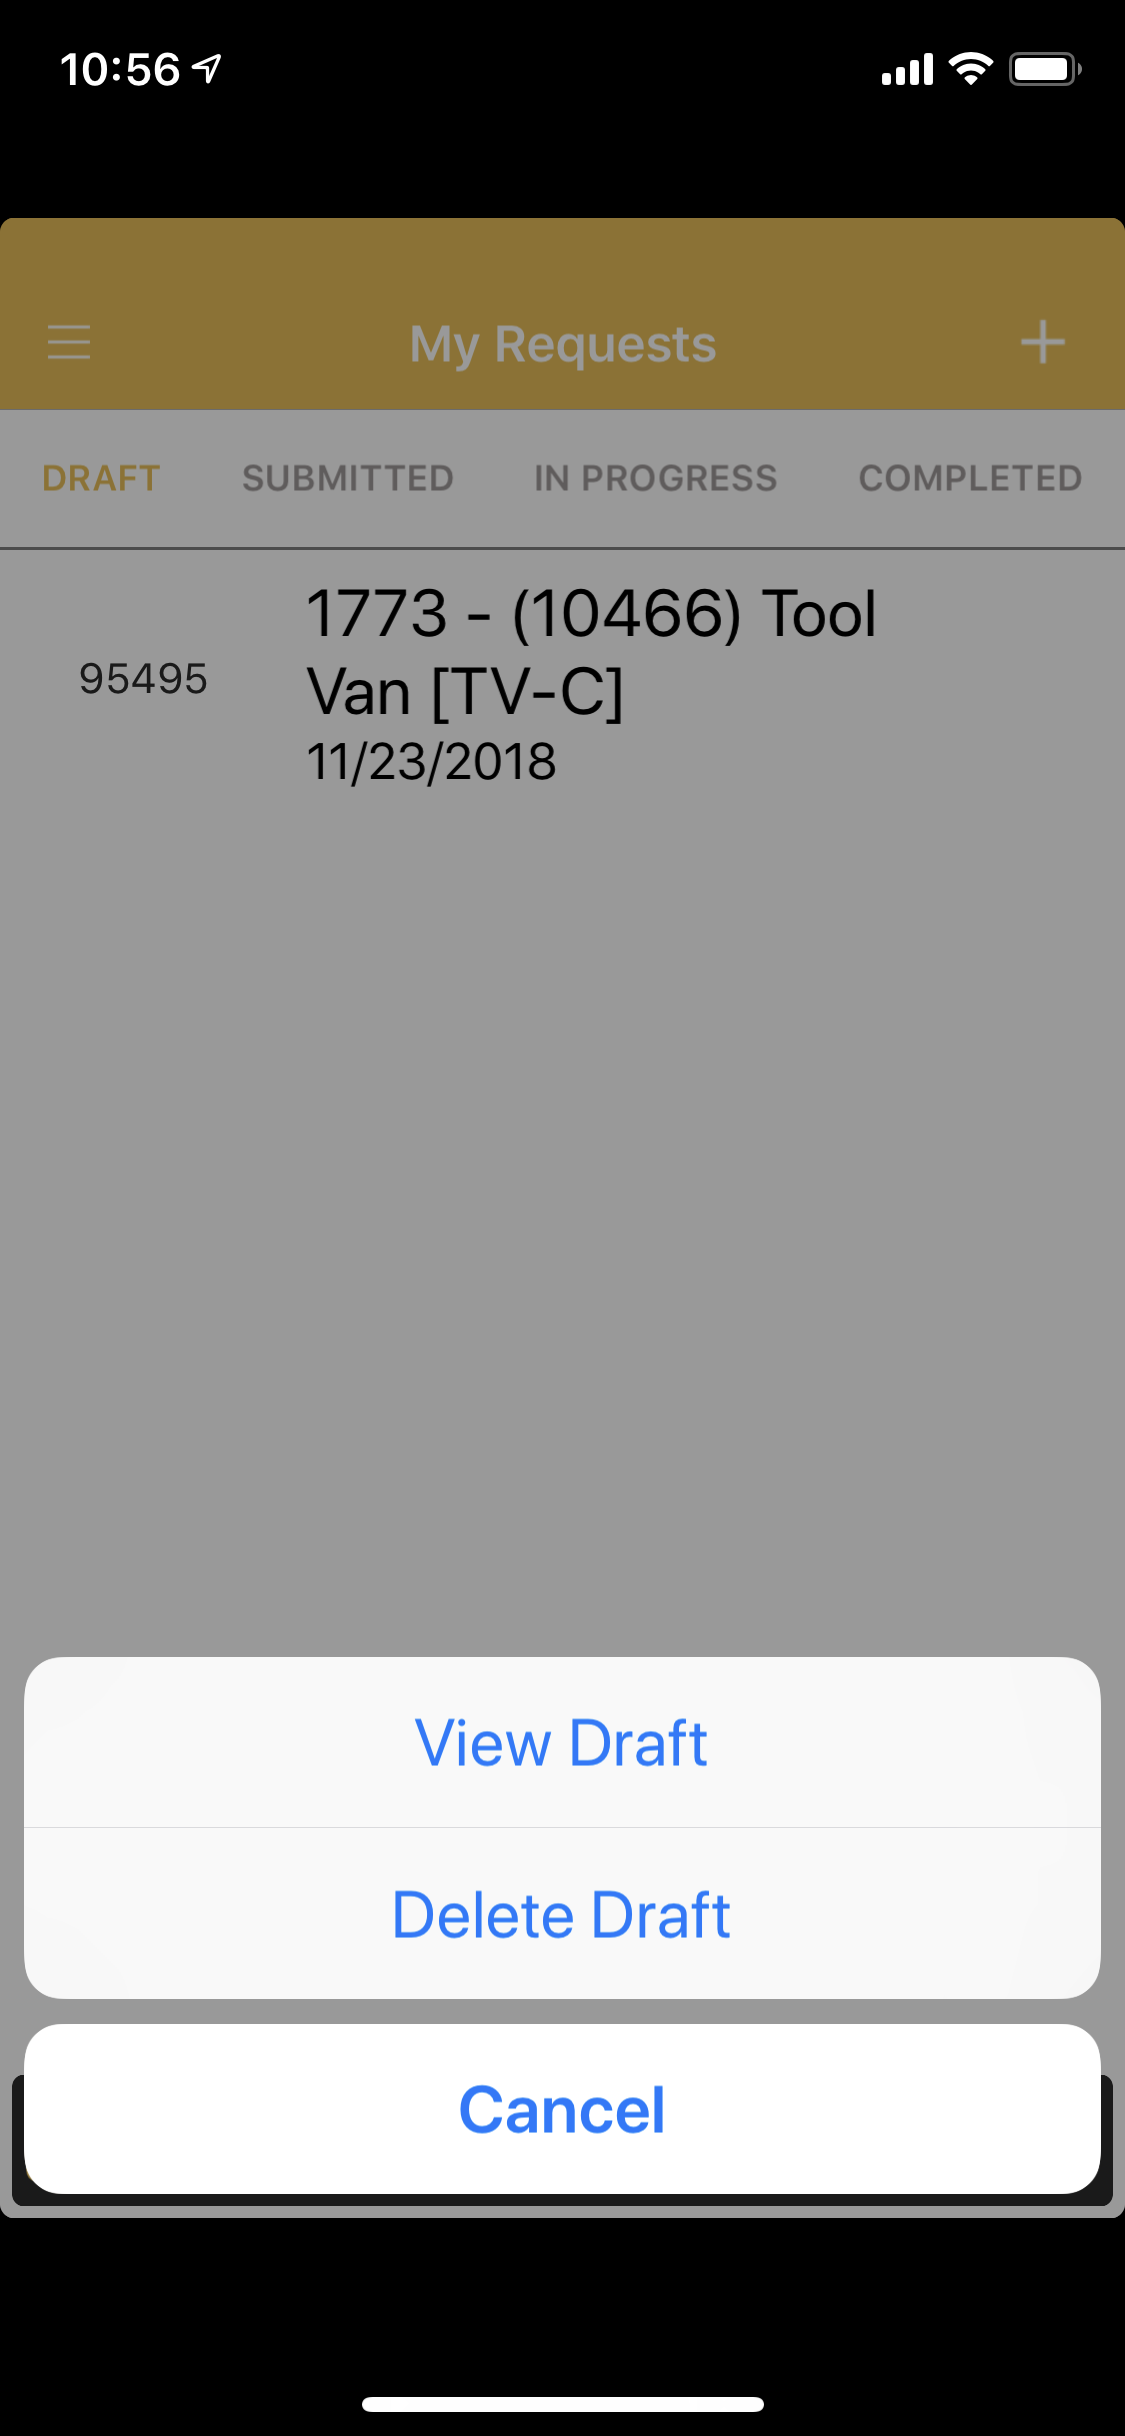 10:56
My Requests
DRAFT SUBMITTED IN PROGRESS COMPLETED
95495
1773 - (10466) Tool
Van [TV-C]
11/23/2018
View Draft
Delete Draft
Cancel